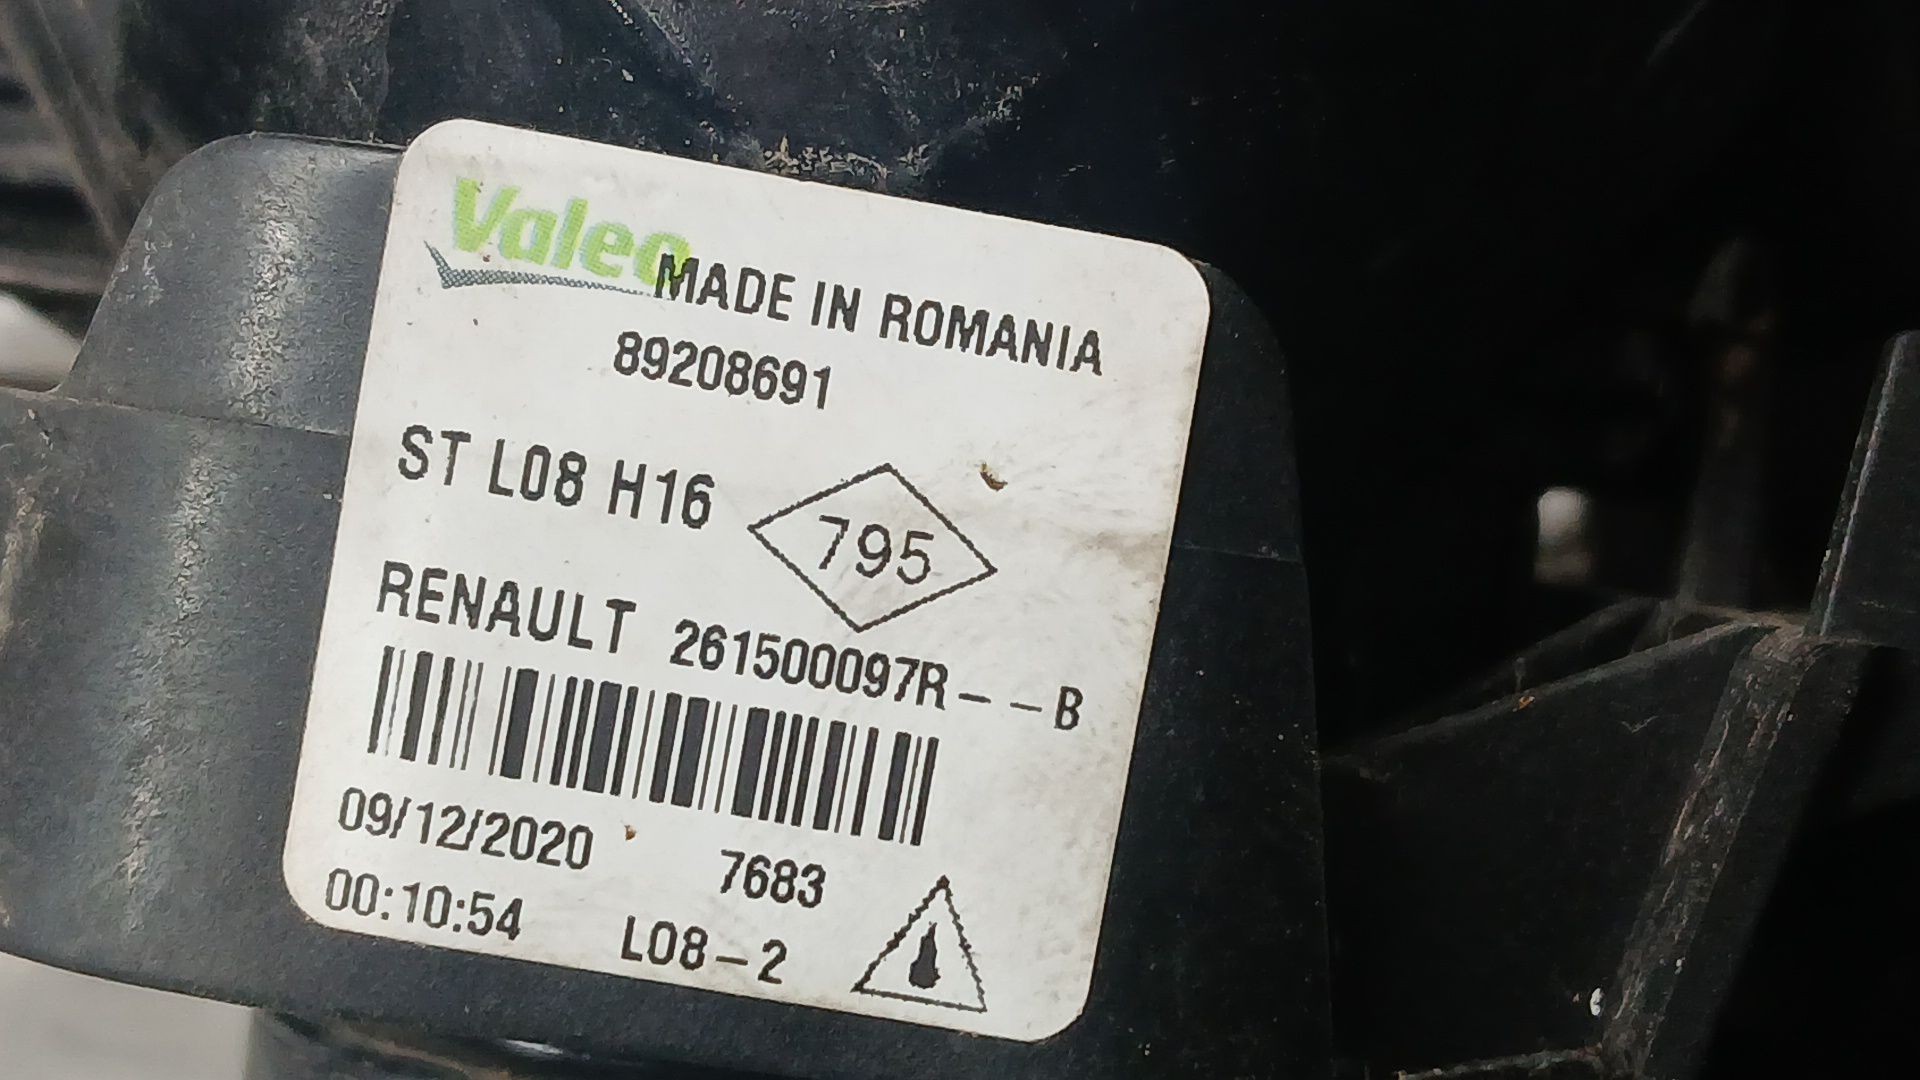 Valeo
MADE IN ROMANIA
89208691
ST L08 H16
795
RENAULT 261500097R--B
09/12/2020 7683
00:10:54 L08-2